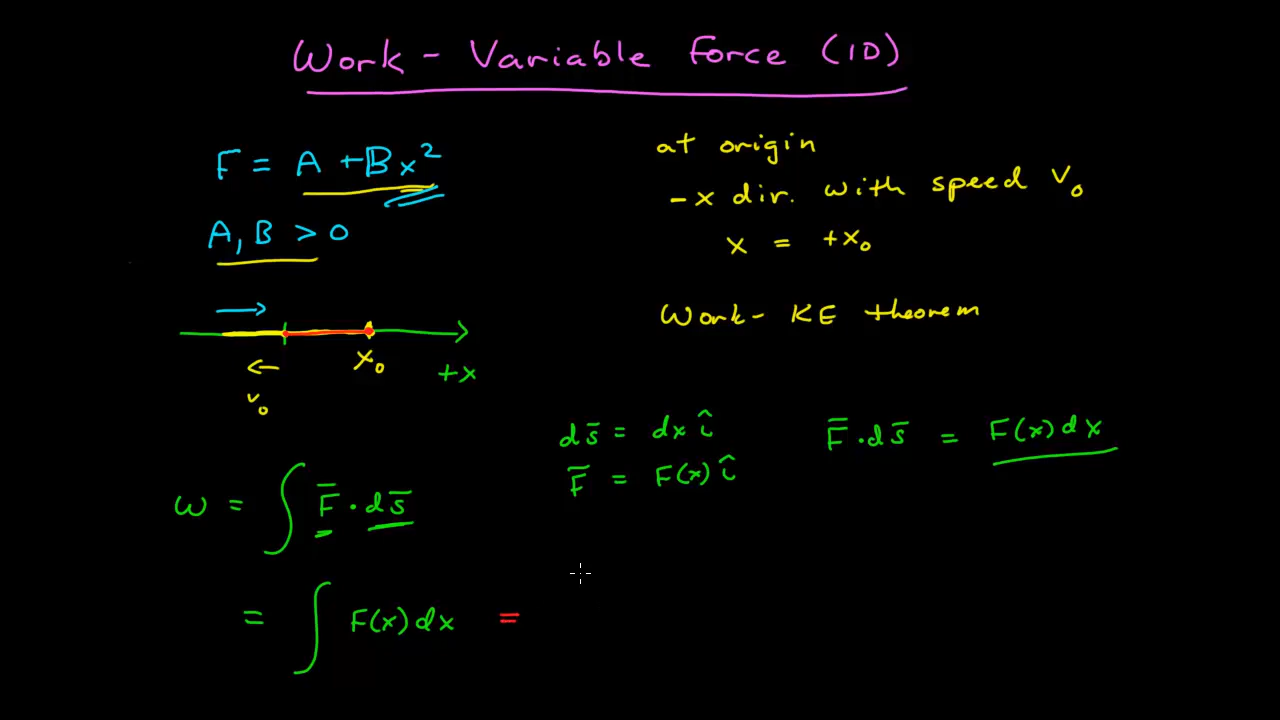 Work - Variable Force (1D)
F = A + Bx²
A, B > 0
at origin
-x dir. with speed v₀
x = +x₀
Work - KE theorem
x₀
+x
v₀
ds̄ = dx î
F̄ = F(x) î
F̄ · ds̄ = F(x) dx
W = ∫ F̄ · ds̄
= ∫ F(x) dx =